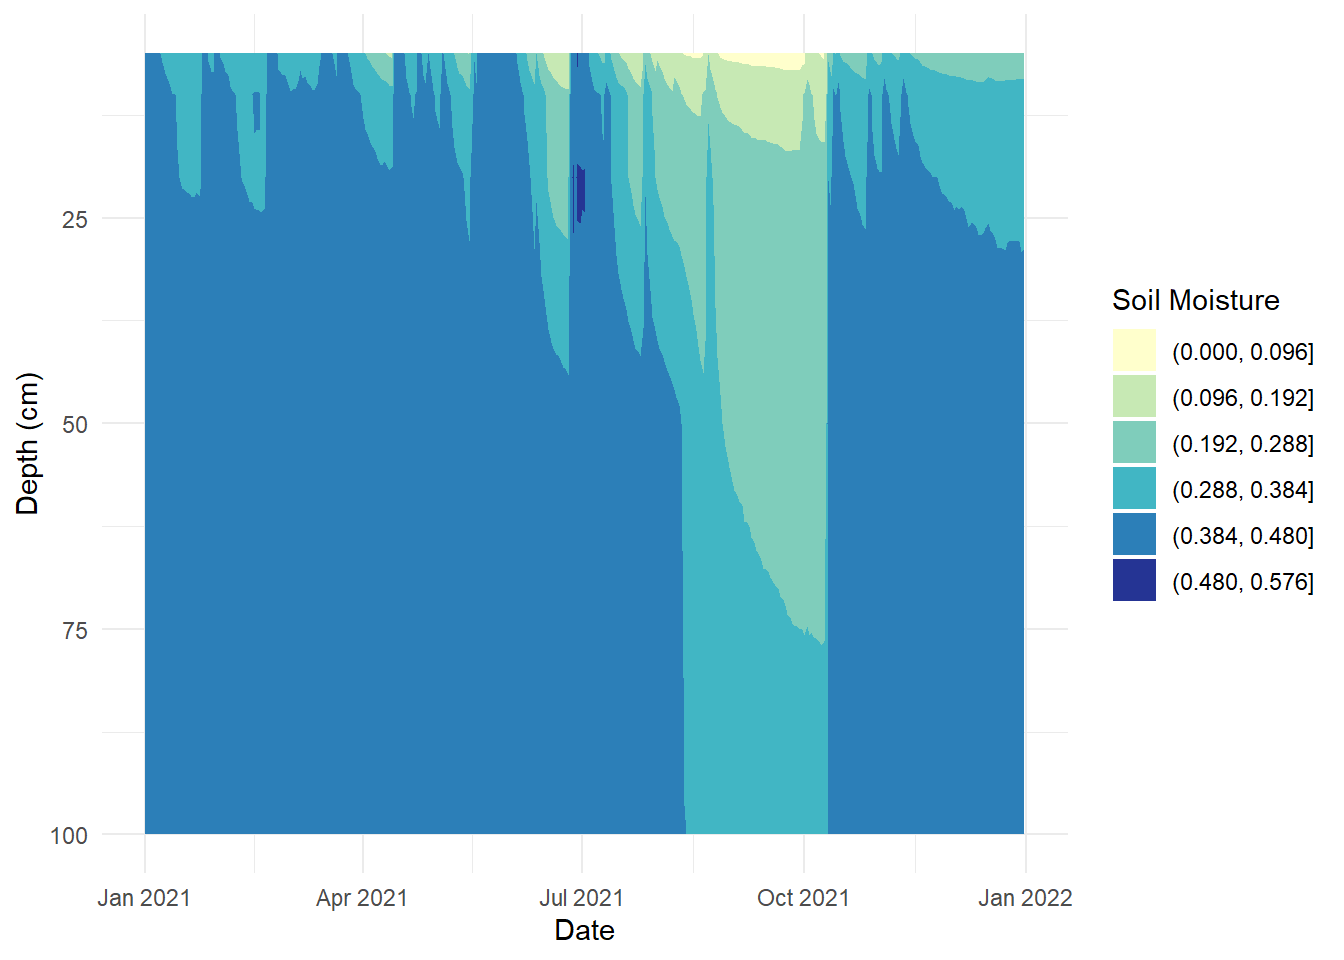 25
50
75
100
Depth (cm)
Jan 2021
Apr 2021
Jul 2021
Oct 2021
Jan 2022
Date
Soil Moisture
(0.000, 0.096]
(0.096, 0.192]
(0.192, 0.288]
(0.288, 0.384]
(0.384, 0.480]
(0.480, 0.576]